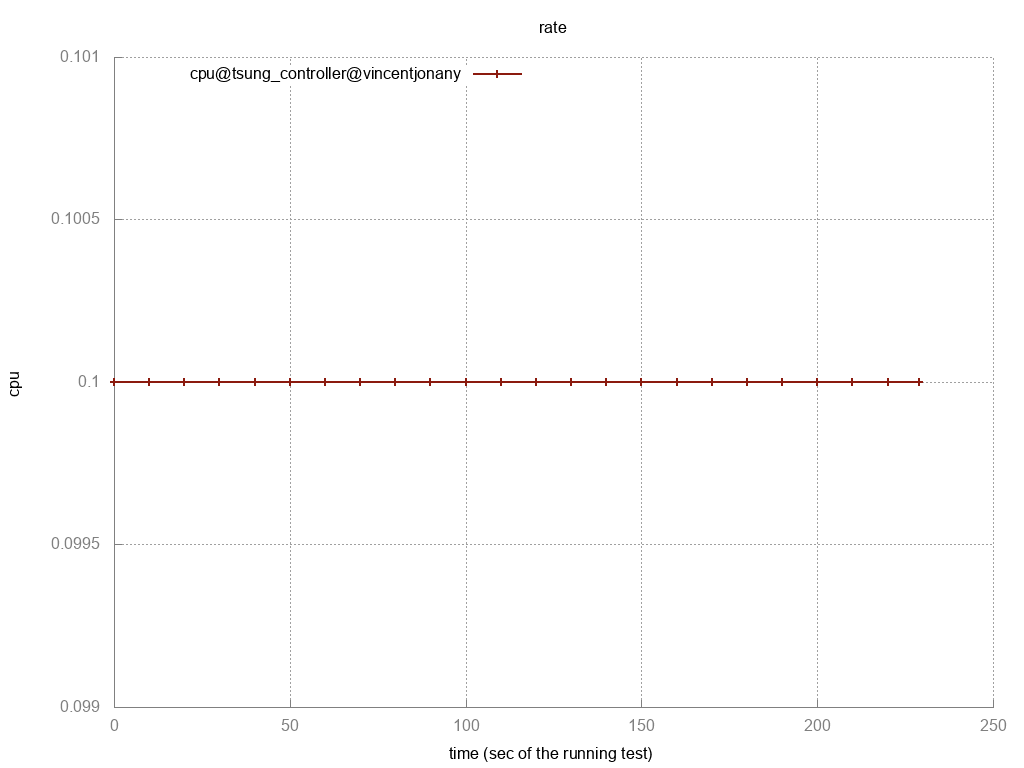 rate
0.101
cpu@tsung_controller@vincentjonany
0.1005
0.1
cpu
0.0995
0.099
0 50 100 150 200 250
time (sec of the running test)